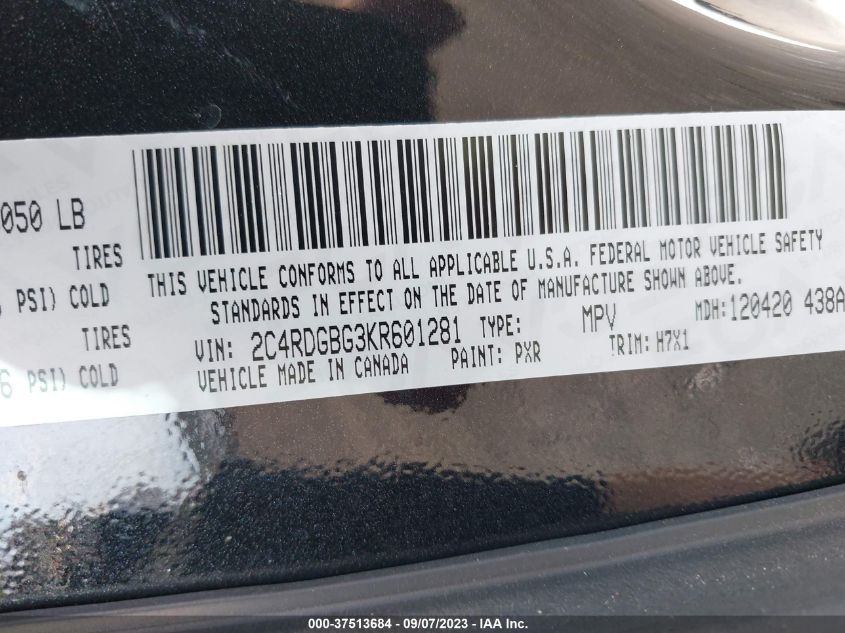 050 LB
TIRES
THIS VEHICLE CONFORMS TO ALL APPLICABLE U.S.A. FEDERAL MOTOR VEHICLE SAFETY
PSI) COLD
STANDARDS IN EFFECT ON THE DATE OF MANUFACTURE SHOWN ABOVE.
TIRES
VIN: 2C4RDGBG3KR601281 TYPE: MPV MDH:120420 438A
6 PSI) COLD
VEHICLE MADE IN CANADA PAINT: PXR TRIM: H7X1
000-37513684 - 09/07/2023 - IAA Inc.